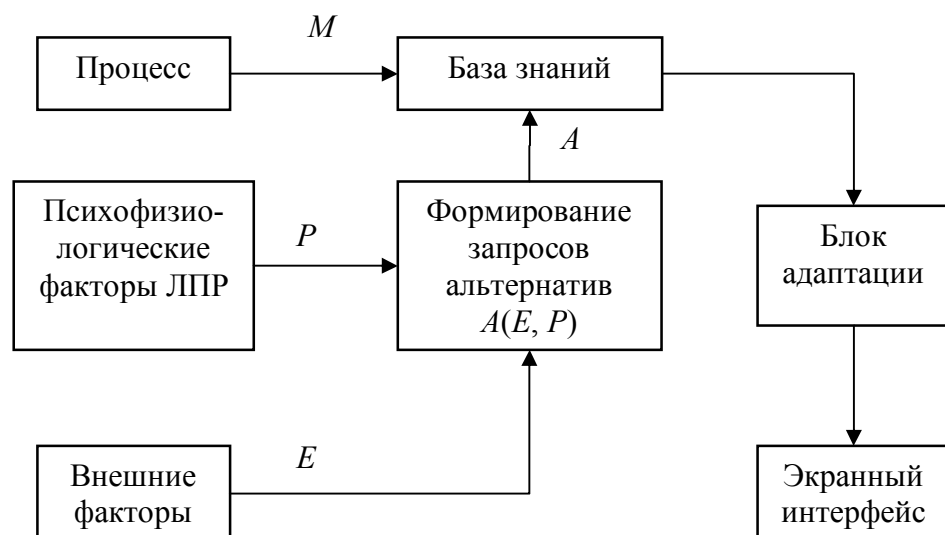 M
Процесс
База знаний
A
Психофизио-
логические
факторы ЛПР
P
Формирование
запросов
альтернатив
A(E, P)
Блок
адаптации
E
Внешние
факторы
Экранный
интерфейс